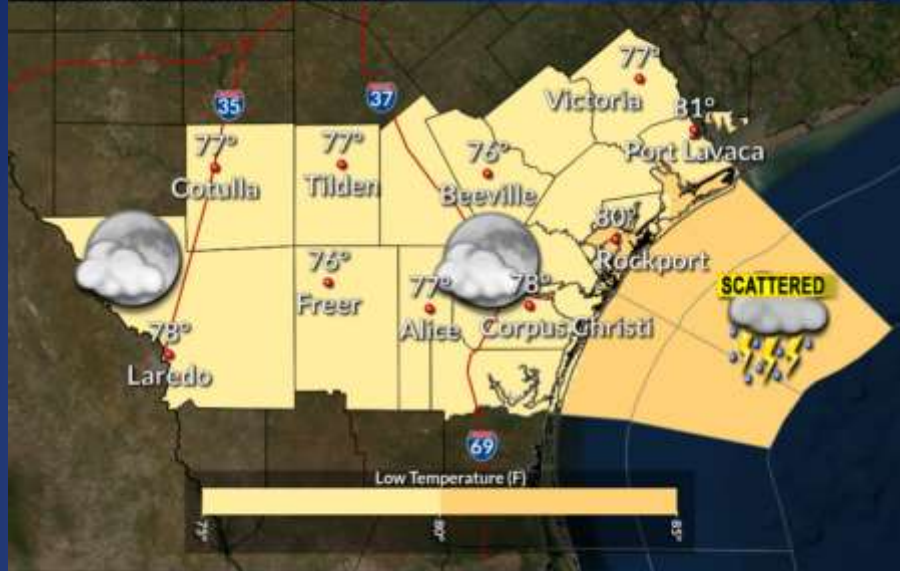 77°
Victoria
81°
Port Lavaca
35
37
77°
Cotulla
77°
Tilden
76°
Beeville
80°
Rockport
76°
Freer
77°
Alice
78°
Corpus Christi
SCATTERED
78°
Laredo
69
Low Temperature (F)
75°
80°
85°